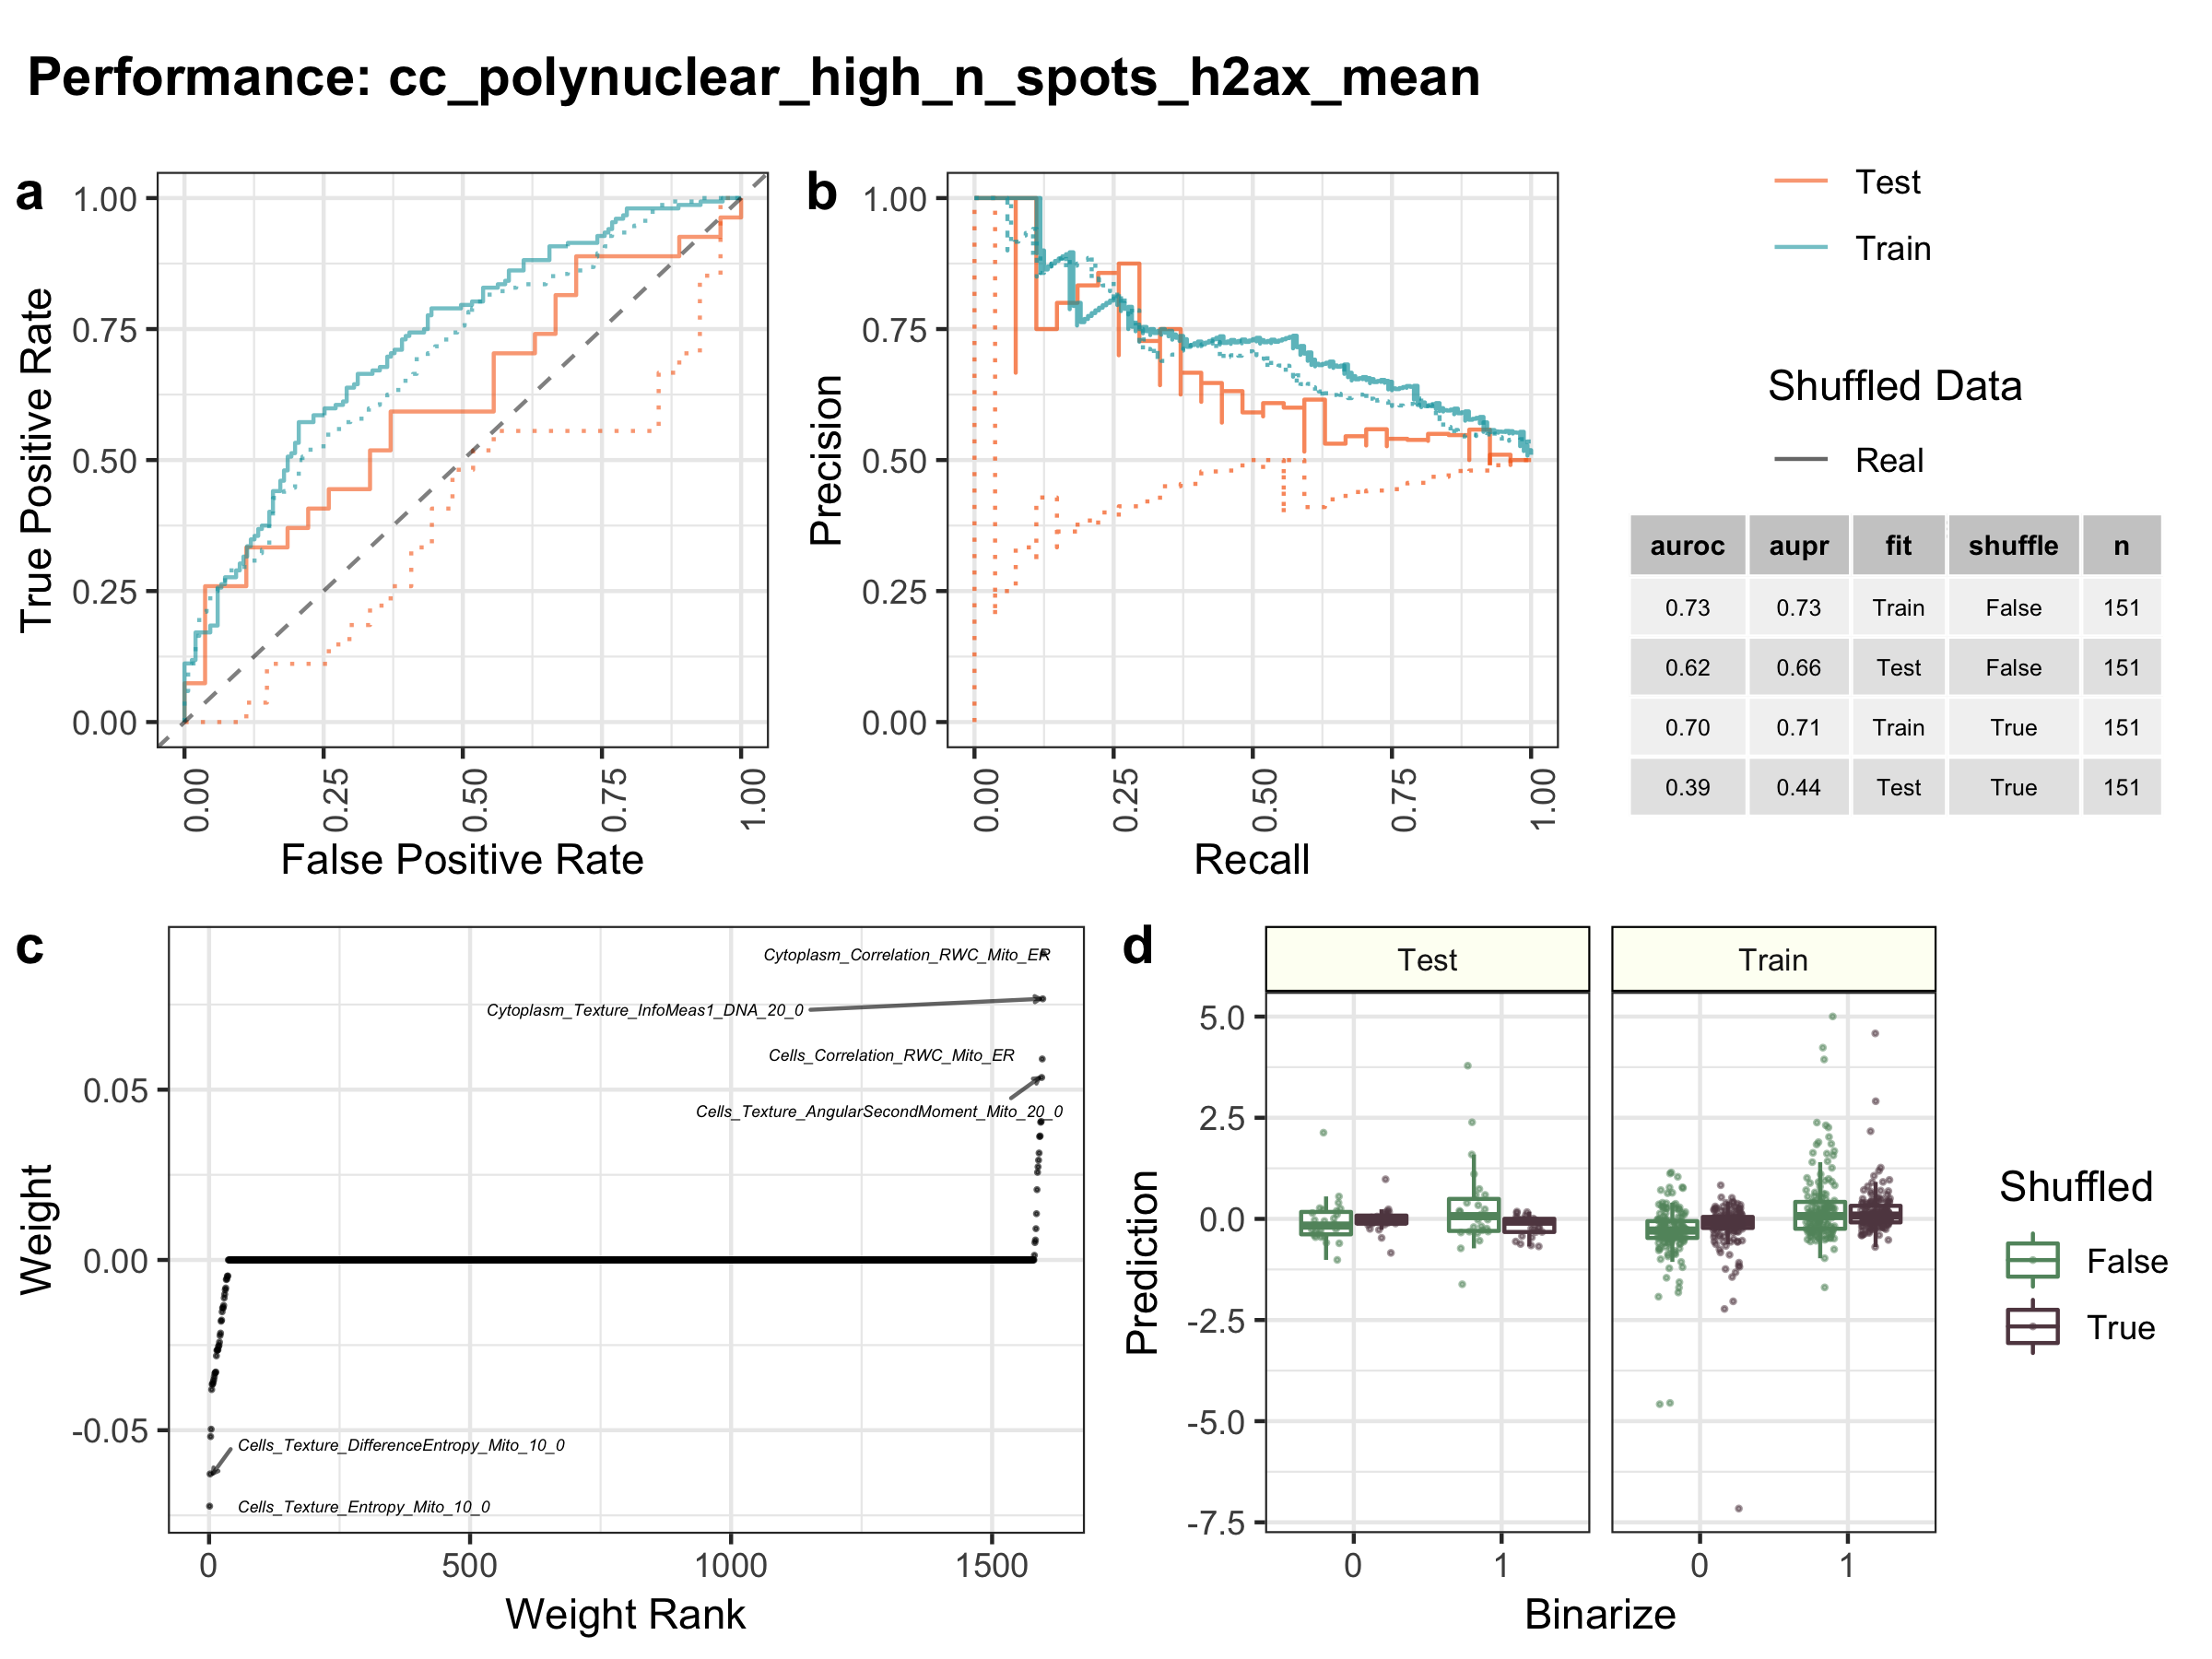 Performance: cc_polynuclear_high_n_spots_h2ax_mean
a
1.00
0.75
0.50
0.25
0.00
True Positive Rate
0.00
0.25
0.50
0.75
1.00
False Positive Rate
b
1.00
0.75
0.50
0.25
0.00
Precision
0.00
0.25
0.50
0.75
1.00
Recall
Test
Train
Shuffled Data
Real
auroc aupr fit shuffle n
0.73 0.73 Train False 151
0.62 0.66 Test False 151
0.70 0.71 Train True 151
0.39 0.44 Test True 151
c
Cytoplasm_Correlation_RWC_Mito_ER
Cytoplasm_Texture_InfoMeas1_DNA_20_0
Cells_Correlation_RWC_Mito_ER
Cells_Texture_AngularSecondMoment_Mito_20_0
Cells_Texture_DifferenceEntropy_Mito_10_0
Cells_Texture_Entropy_Mito_10_0
0.05
0.00
-0.05
Weight
0
500
1000
1500
Weight Rank
d
Test
Train
5.0
2.5
0.0
-2.5
-5.0
-7.5
Prediction
0
1
0
1
Binarize
Shuffled
False
True